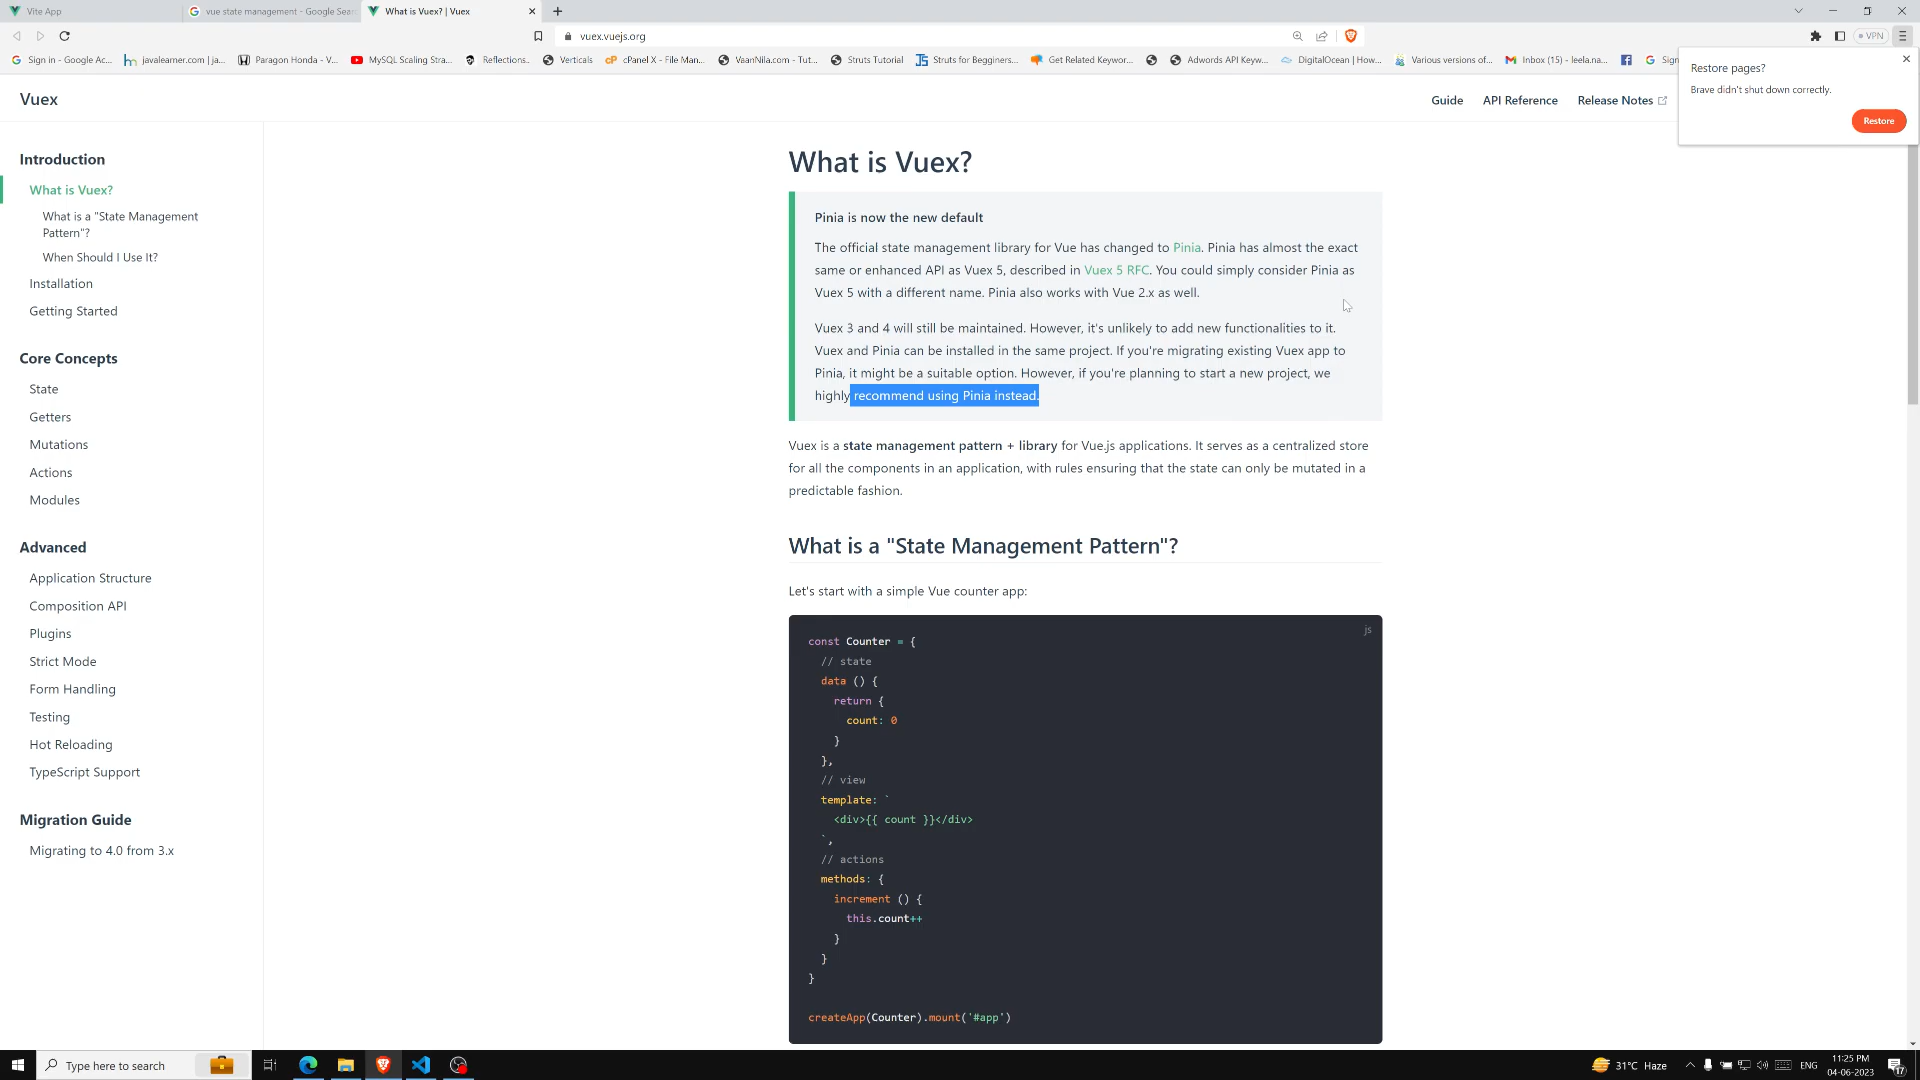 Vite App
vue state management - Google Sear
What is Vuex? | Vuex
vuex.vuejs.org
VPN
Sign in - Google Ac...
javalearner.com | ja...
Paragon Honda - V...
MySQL Scaling Stra...
Reflections..
Verticals
cPanel X - File Man...
VaanNila.com - Tut...
Struts Tutorial
Struts for Begginers...
Get Related Keywor...
Adwords API Keyw...
DigitalOcean | How...
Various versions of...
Inbox (15) - leela.na...
Sign
Restore pages?
Brave didn't shut down correctly.
Restore
Vuex
Guide
API Reference
Release Notes
Introduction
What is Vuex?
What is a "State Management
Pattern"?
When Should I Use It?
Installation
Getting Started
Core Concepts
State
Getters
Mutations
Actions
Modules
Advanced
Application Structure
Composition API
Plugins
Strict Mode
Form Handling
Testing
Hot Reloading
TypeScript Support
Migration Guide
Migrating to 4.0 from 3.x
What is Vuex?
Pinia is now the new default
The official state management library for Vue has changed to Pinia. Pinia has almost the exact
same or enhanced API as Vuex 5, described in Vuex 5 RFC. You could simply consider Pinia as
Vuex 5 with a different name. Pinia also works with Vue 2.x as well.
Vuex 3 and 4 will still be maintained. However, it's unlikely to add new functionalities to it.
Vuex and Pinia can be installed in the same project. If you're migrating existing Vuex app to
Pinia, it might be a suitable option. However, if you're planning to start a new project, we
highly recommend using Pinia instead.
Vuex is a state management pattern + library for Vue.js applications. It serves as a centralized store
for all the components in an application, with rules ensuring that the state can only be mutated in a
predictable fashion.
What is a "State Management Pattern"?
Let's start with a simple Vue counter app:
js
const Counter = {
// state
data () {
return {
count: 0
}
},
// view
template: `
<div>{{ count }}</div>
`,
// actions
methods: {
increment () {
this.count++
}
}
}
createApp(Counter).mount('#app')
Type here to search
31°C Haze
ENG
11:25 PM
04-06-2023
17